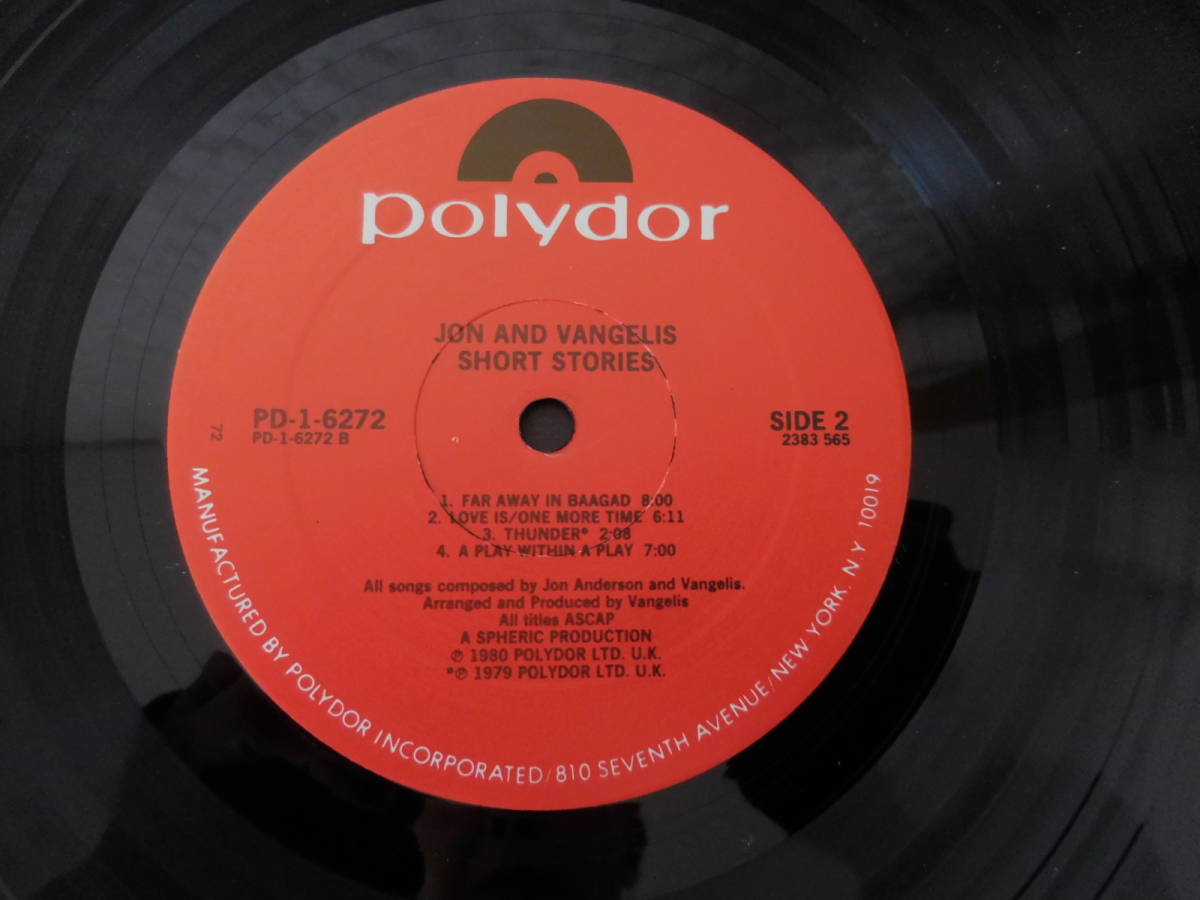 polydor
JON AND VANGELIS
SHORT STORIES
PD-1-6272
PD-1-6272 B
72
SIDE 2
2383 565
1. FAR AWAY IN BAAGAD 8:00
2. LOVE IS/ONE MORE TIME 6:11
3. THUNDER* 2:08
4. A PLAY WITHIN A PLAY 7:00
All songs composed by Jon Anderson and Vangelis.
Arranged and Produced by Vangelis
All titles ASCAP
A SPHERIC PRODUCTION
℗ 1980 POLYDOR LTD. U.K.
*℗ 1979 POLYDOR LTD. U.K.
MANUFACTURED BY POLYDOR INCORPORATED/810 SEVENTH AVENUE/NEW YORK. N Y 10019